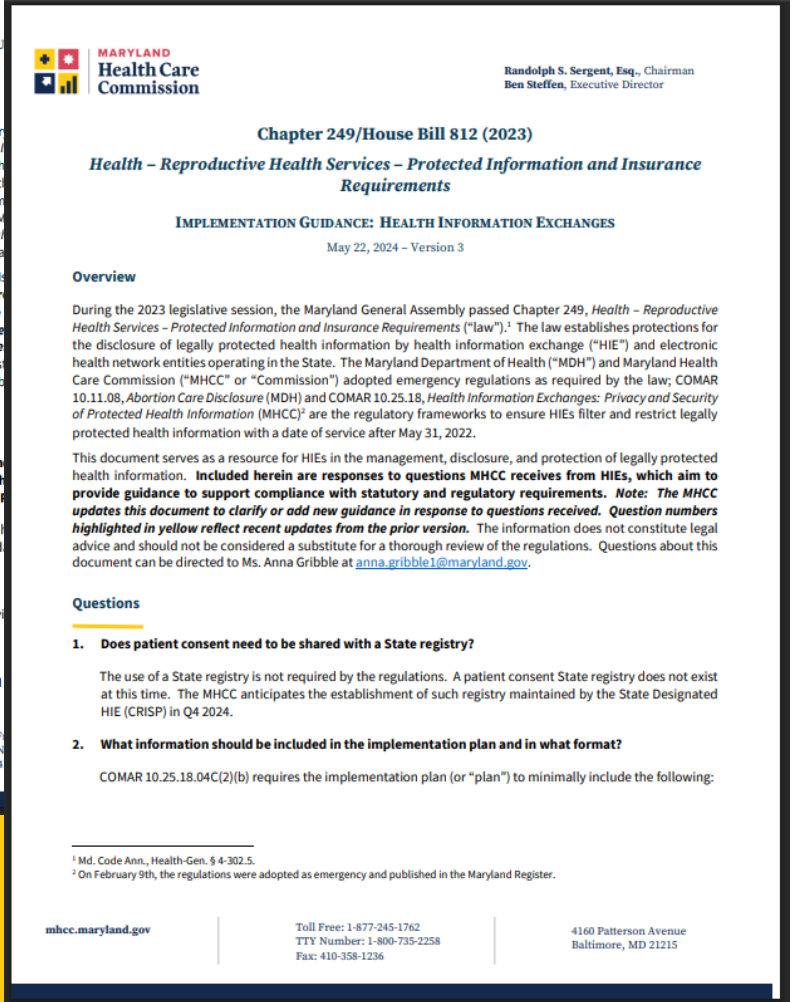 MARYLAND
Health Care
Commission
Randolph S. Sergent, Esq., Chairman
Ben Steffen, Executive Director
Chapter 249/House Bill 812 (2023)
Health – Reproductive Health Services – Protected Information and Insurance
Requirements
IMPLEMENTATION GUIDANCE: HEALTH INFORMATION EXCHANGES
May 22, 2024 – Version 3
Overview
During the 2023 legislative session, the Maryland General Assembly passed Chapter 249, Health – Reproductive
Health Services – Protected Information and Insurance Requirements (“law”).¹ The law establishes protections for
the disclosure of legally protected health information by health information exchange (“HIE”) and electronic
health network entities operating in the State. The Maryland Department of Health (“MDH”) and Maryland Health
Care Commission (“MHCC” or “Commission”) adopted emergency regulations as required by the law; COMAR
10.11.08, Abortion Care Disclosure (MDH) and COMAR 10.25.18, Health Information Exchanges: Privacy and Security
of Protected Health Information (MHCC)² are the regulatory frameworks to ensure HIEs filter and restrict legally
protected health information with a date of service after May 31, 2022.
This document serves as a resource for HIEs in the management, disclosure, and protection of legally protected
health information. Included herein are responses to questions MHCC receives from HIEs, which aim to
provide guidance to support compliance with statutory and regulatory requirements. Note: The MHCC
updates this document to clarify or add new guidance in response to questions received. Question numbers
highlighted in yellow reflect recent updates from the prior version. The information does not constitute legal
advice and should not be considered a substitute for a thorough review of the regulations. Questions about this
document can be directed to Ms. Anna Gribble at anna.gribble1@maryland.gov.
Questions
1. Does patient consent need to be shared with a State registry?
The use of a State registry is not required by the regulations. A patient consent State registry does not exist
at this time. The MHCC anticipates the establishment of such registry maintained by the State Designated
HIE (CRISP) in Q4 2024.
2. What information should be included in the implementation plan and in what format?
COMAR 10.25.18.04C(2)(b) requires the implementation plan (or “plan”) to minimally include the following:
¹ Md. Code Ann., Health-Gen. § 4-302.5.
² On February 9th, the regulations were adopted as emergency and published in the Maryland Register.
mhcc.maryland.gov
Toll Free: 1-877-245-1762
TTY Number: 1-800-735-2258
Fax: 410-358-1236
4160 Patterson Avenue
Baltimore, MD 21215